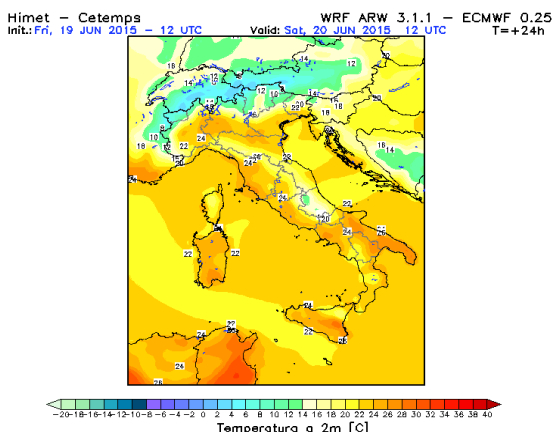 Himet – Cetemps WRF ARW 3.1.1 – ECMWF 0.25
Init.: Fri, 19 JUN 2015 – 12 UTC Valid: Sat, 20 JUN 2015 12 UTC T=+24h
-20 -18 -16 -14 -12 -10 -8 -6 -4 -2 0 2 4 6 8 10 12 14 16 18 20 22 24 26 28 30 32 34 36 38 40
Temperatura a 2m [C]